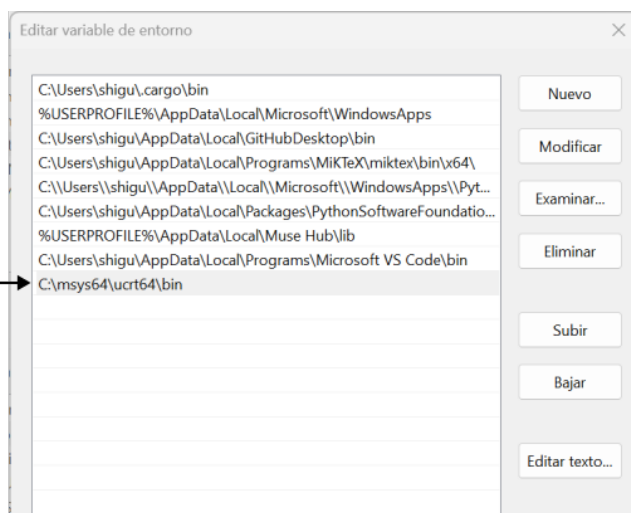 Editar variable de entorno
C:\Users\shigu\.cargo\bin
%USERPROFILE%\AppData\Local\Microsoft\WindowsApps
C:\Users\shigu\AppData\Local\GitHubDesktop\bin
C:\Users\shigu\AppData\Local\Programs\MiKTeX\miktex\bin\x64\
C:\\Users\\shigu\\AppData\\Local\\Microsoft\\WindowsApps\\Pyt...
C:\Users\shigu\AppData\Local\Packages\PythonSoftwareFoundatio...
%USERPROFILE%\AppData\Local\Muse Hub\lib
C:\Users\shigu\AppData\Local\Programs\Microsoft VS Code\bin
C:\msys64\ucrt64\bin
Nuevo
Modificar
Examinar...
Eliminar
Subir
Bajar
Editar texto...